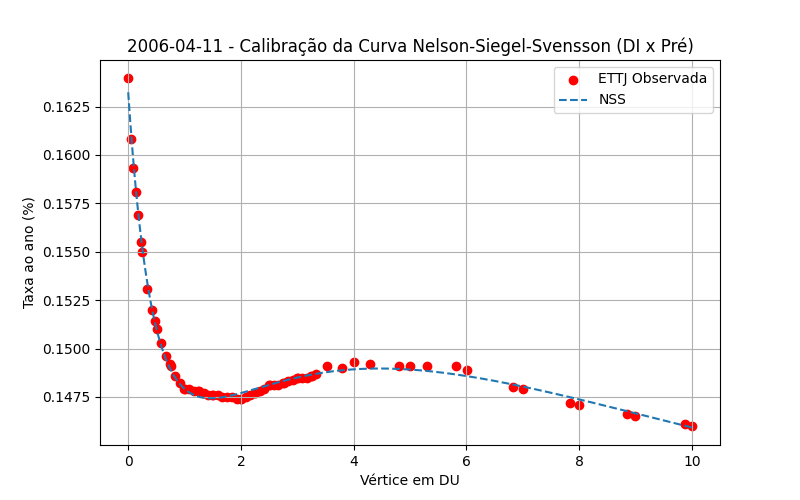 2006-04-11 - Calibração da Curva Nelson-Siegel-Svensson (DI x Pré)
ETTJ Observada
NSS
Taxa ao ano (%)
0.1625
0.1600
0.1575
0.1550
0.1525
0.1500
0.1475
0 2 4 6 8 10
Vértice em DU